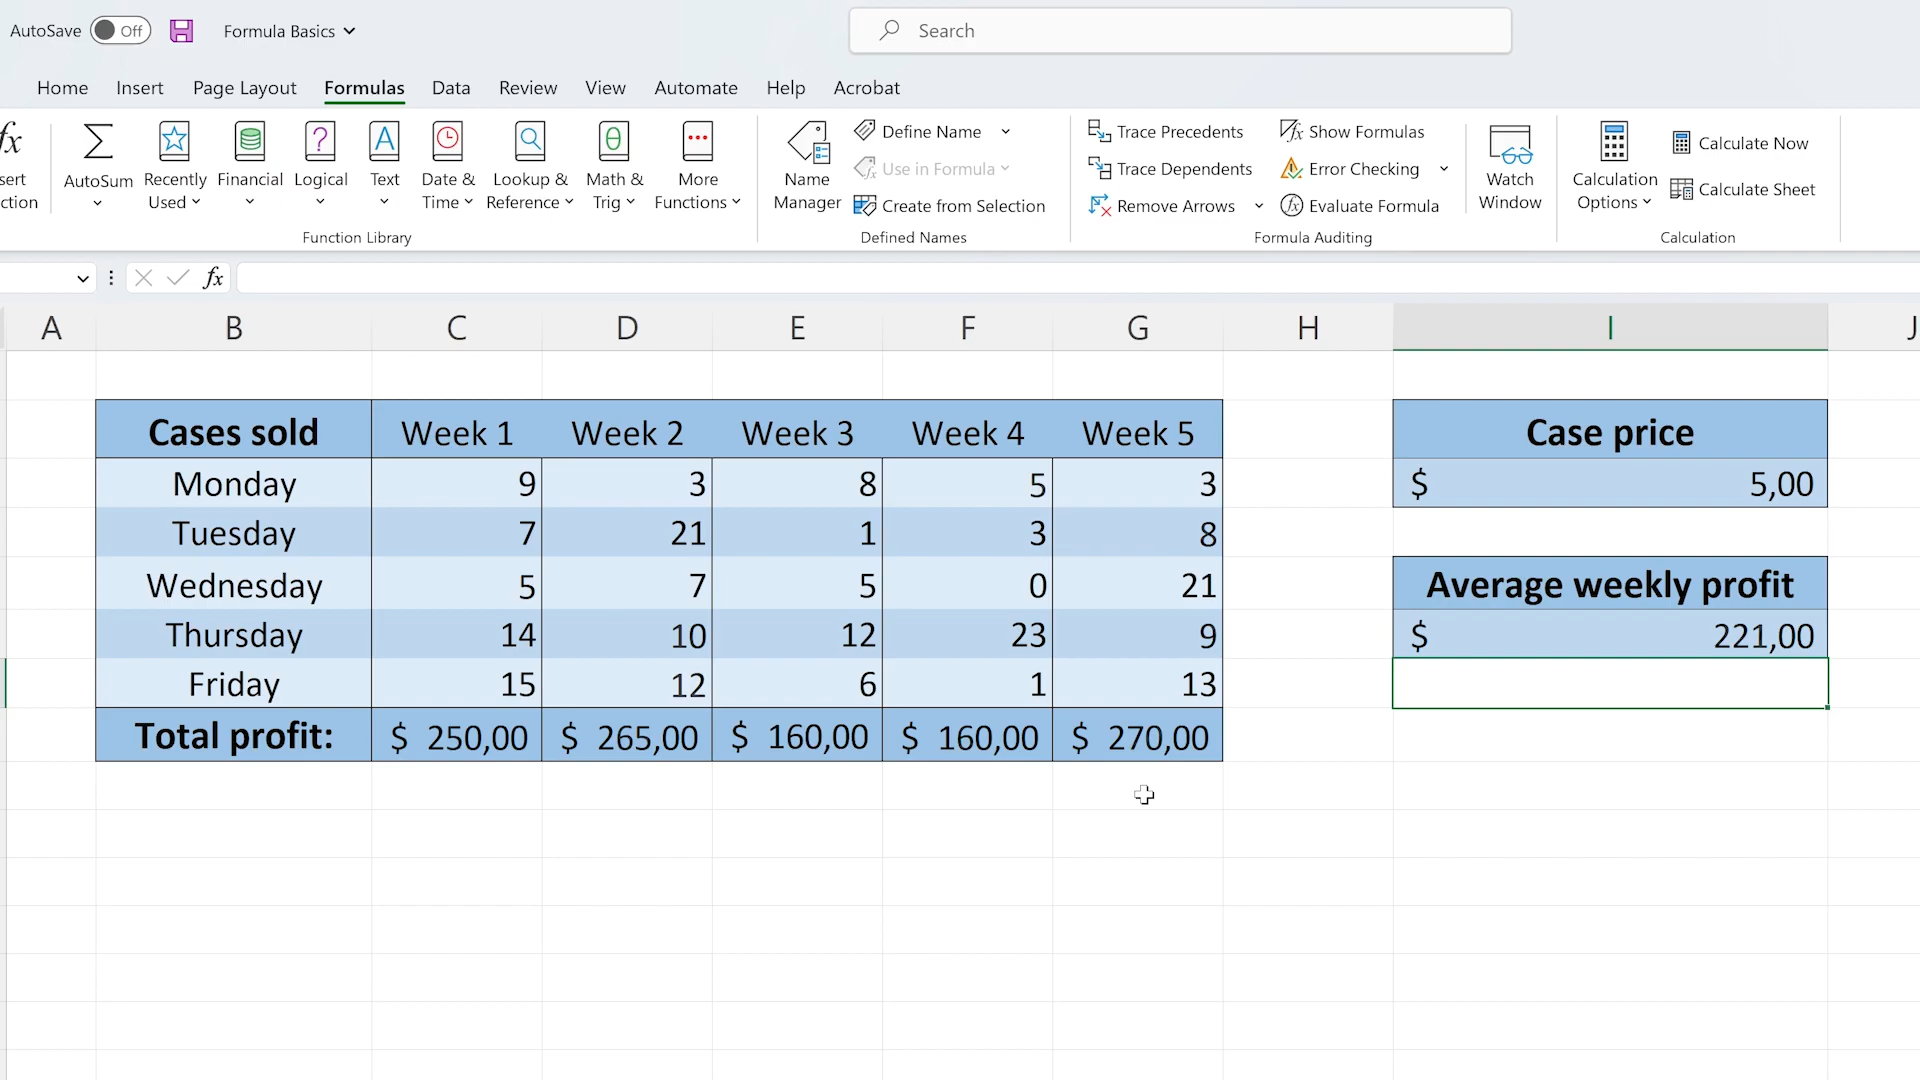 AutoSave Off Formula Basics Search
Home Insert Page Layout Formulas Data Review View Automate Help Acrobat
fx
sert
ction
AutoSum
Recently
Used
Financial
Logical
Text
Date &
Time
Lookup &
Reference
Math &
Trig
More
Functions
Function Library
Name
Manager
Define Name
Use in Formula
Create from Selection
Defined Names
Trace Precedents
Trace Dependents
Remove Arrows
Show Formulas
Error Checking
Evaluate Formula
Formula Auditing
Watch
Window
Calculation
Options
Calculate Now
Calculate Sheet
Calculation
fx
A B C D E F G H I J
Cases sold Week 1 Week 2 Week 3 Week 4 Week 5
Monday 9 3 8 5 3
Tuesday 7 21 1 3 8
Wednesday 5 7 5 0 21
Thursday 14 10 12 23 9
Friday 15 12 6 1 13
Total profit: $ 250,00 $ 265,00 $ 160,00 $ 160,00 $ 270,00
Case price
$ 5,00
Average weekly profit
$ 221,00